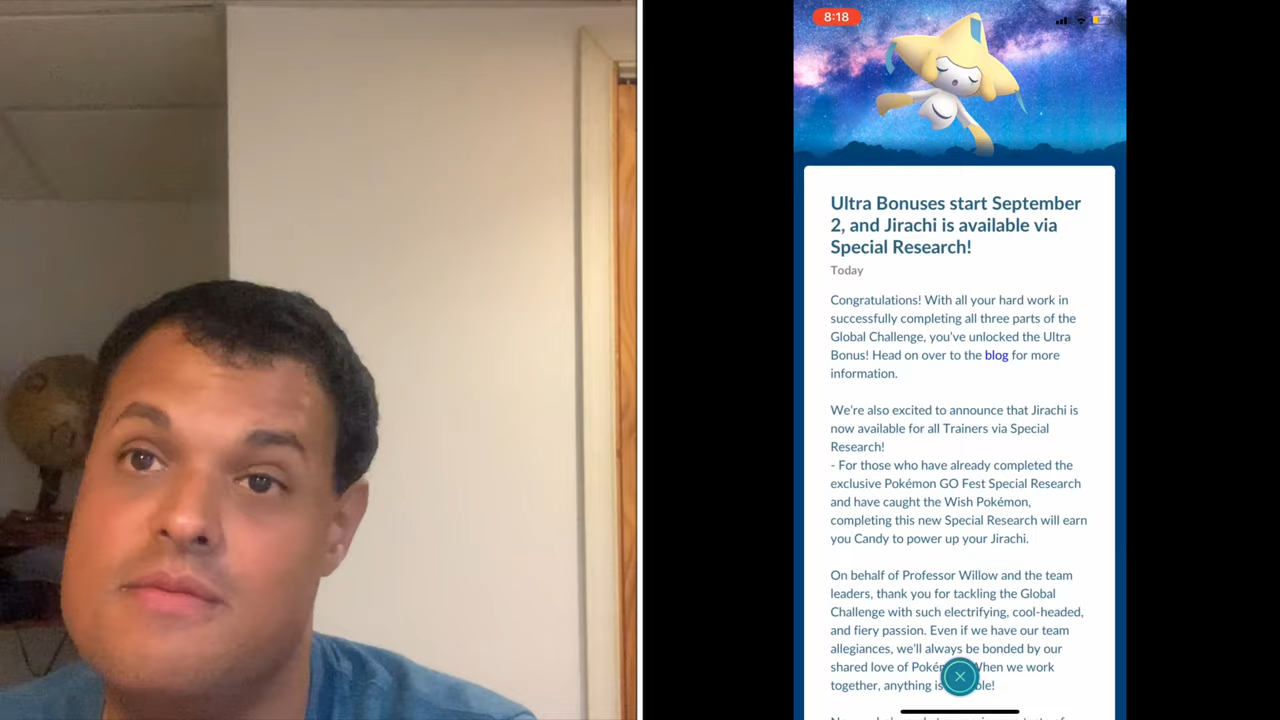 8:18
Ultra Bonuses start September
2, and Jirachi is available via
Special Research!
Today
Congratulations! With all your hard work in
successfully completing all three parts of the
Global Challenge, you've unlocked the Ultra
Bonus! Head on over to the blog for more
information.
We're also excited to announce that Jirachi is
now available for all Trainers via Special
Research!
- For those who have already completed the
exclusive Pokémon GO Fest Special Research
and have caught the Wish Pokémon,
completing this new Special Research will earn
you Candy to power up your Jirachi.
On behalf of Professor Willow and the team
leaders, thank you for tackling the Global
Challenge with such electrifying, cool-headed,
and fiery passion. Even if we have our team
allegiances, we'll always be bonded by our
shared love of When we work
together, anything is